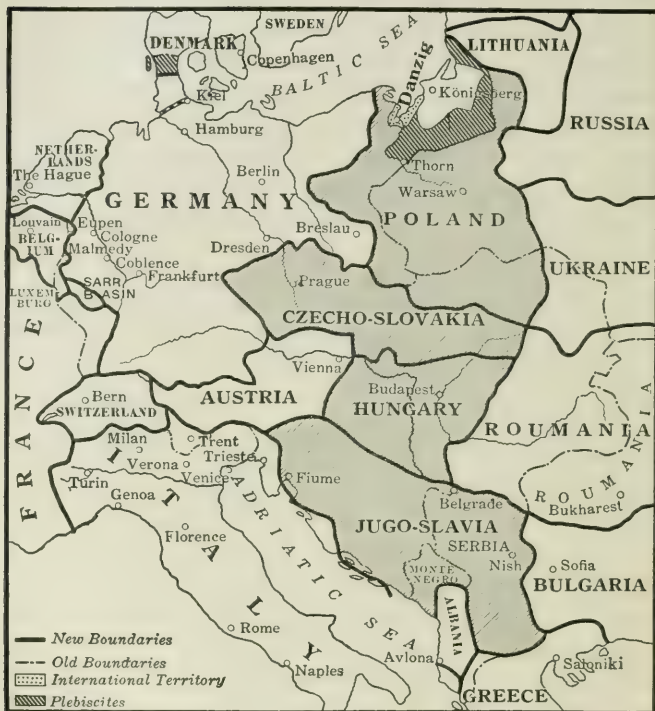 SWEDEN
DENMARK
Copenhagen
BALTIC SEA
LITHUANIA
Danzig
Königsberg
Kiel
Hamburg
RUSSIA
NETHER-
LANDS
The Hague
Berlin
GERMANY
Thorn
Warsaw
POLAND
Louvain
BELG-
IUM
Eupen
Cologne
Malmedy
Coblence
Frankfurt
Dresden
Breslau
SARR
BASIN
LUXEM
BURG
Prague
UKRAINE
CZECHO-SLOVAKIA
FRANCE
Vienna
Budapest
HUNGARY
AUSTRIA
Bern
SWITZERLAND
ROUMANIA
ROUMANIA
Bukharest
Milan
Trent
Trieste
Verona
Venice
Turin
Genoa
Fiume
ITALY
ADRIATIC SEA
Florence
Belgrade
JUGO-SLAVIA
SERBIA
MONTE
NEGRO
Nish
Sofia
BULGARIA
ALBANIA
Rome
Naples
Avlona
Saloniki
GREECE
New Boundaries
Old Boundaries
International Territory
Plebiscites